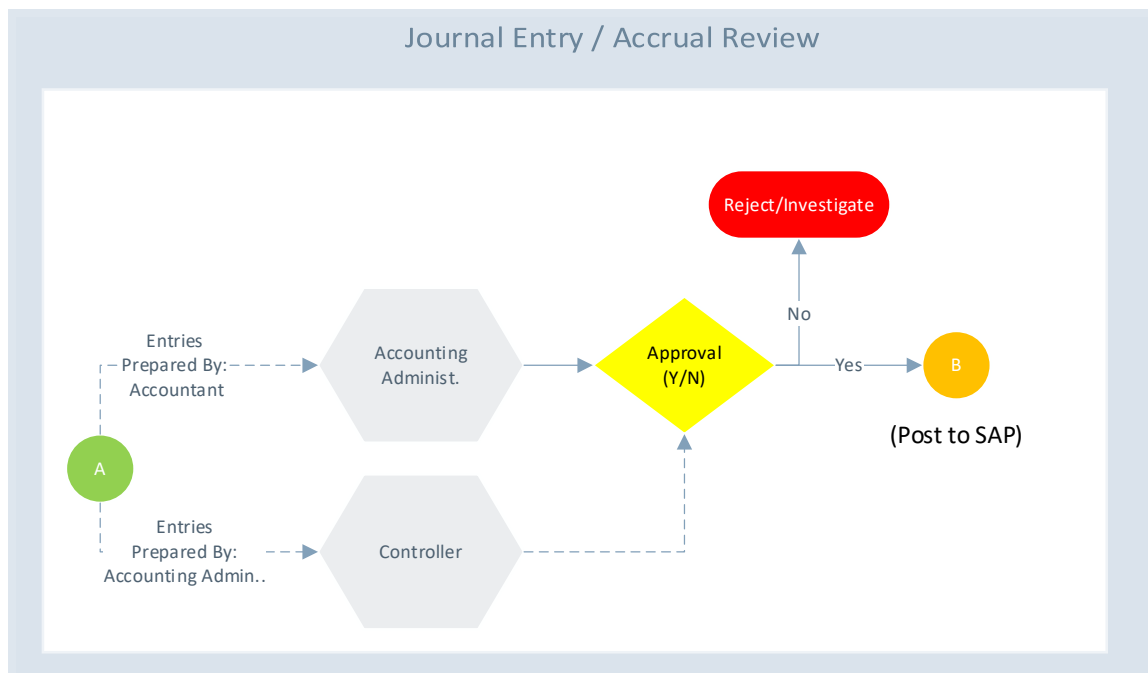 Journal Entry / Accrual Review
Reject/Investigate
No
Entries
Prepared By:
Accountant
Accounting
Administ.
Approval
(Y/N)
Yes
B
(Post to SAP)
A
Entries
Prepared By:
Accounting Admin..
Controller